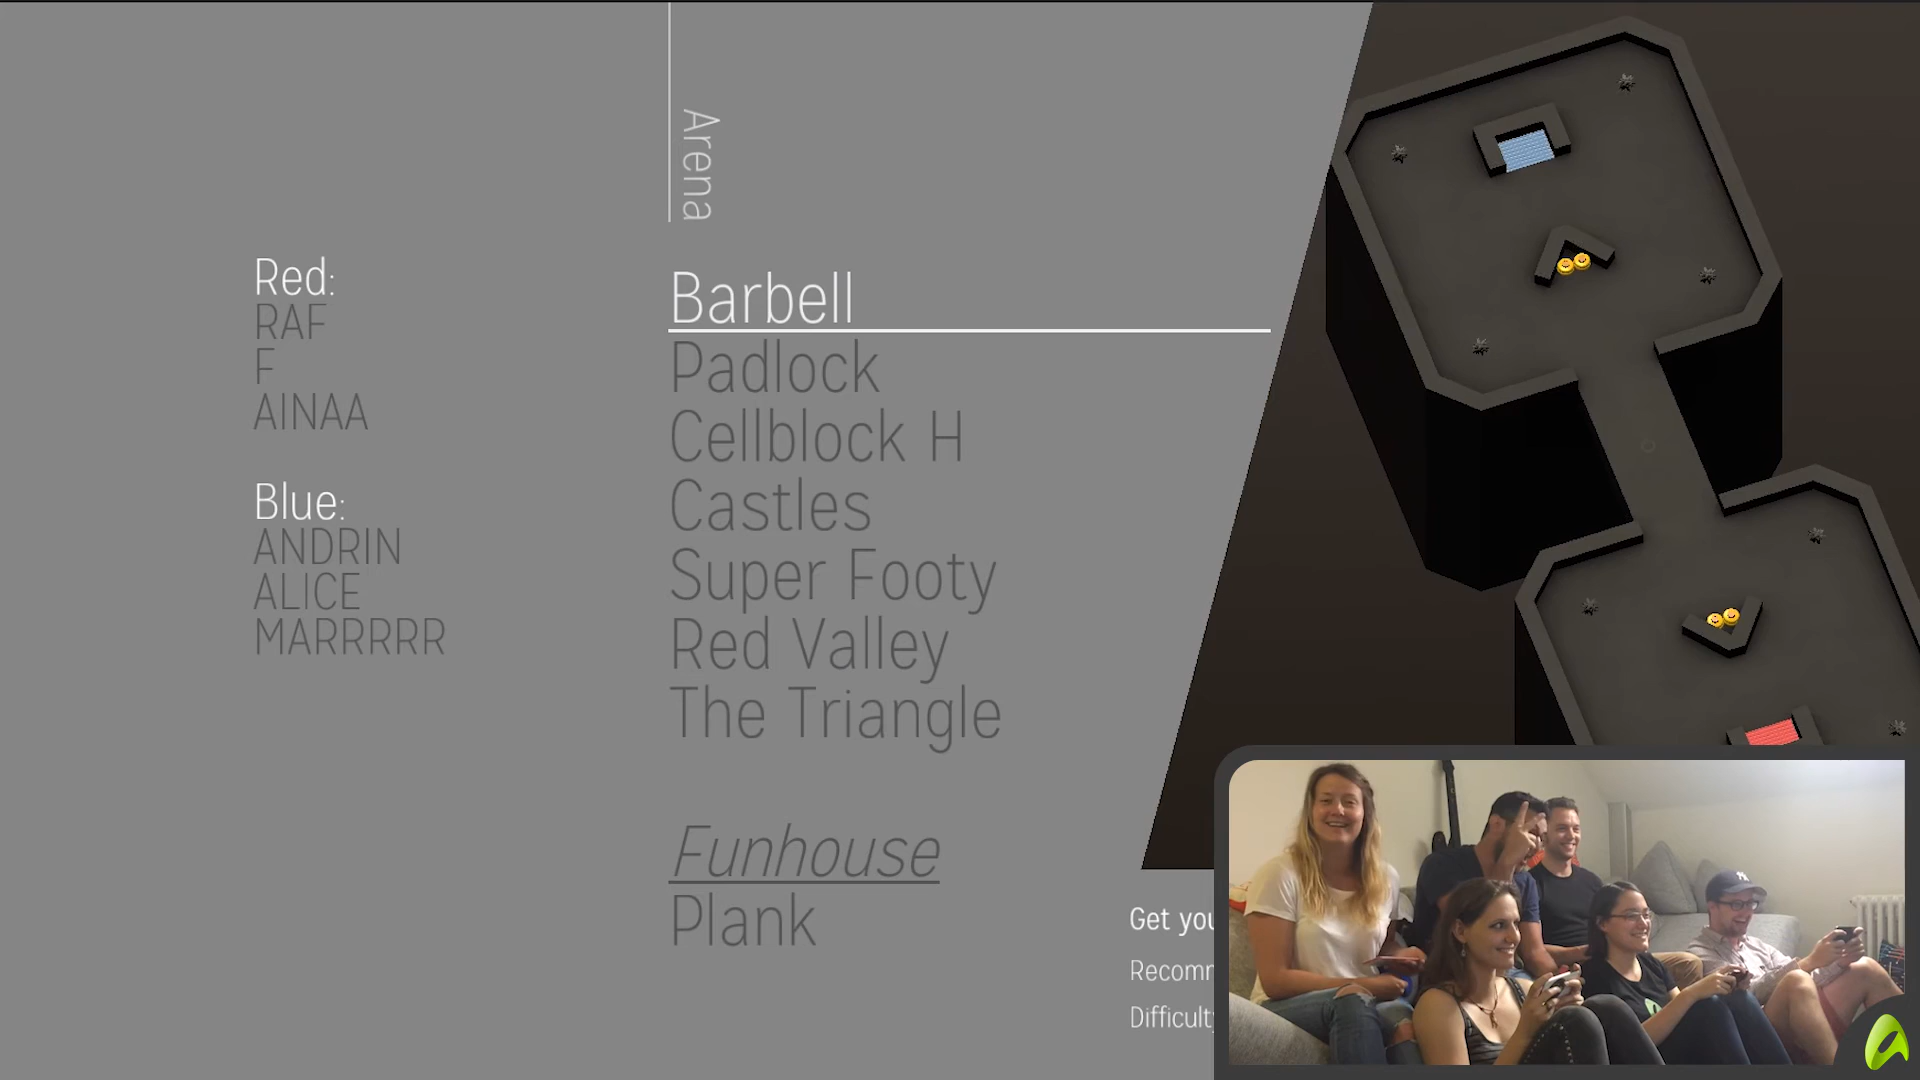 Arena
Red:
RAF
F
AINAA
Blue:
ANDRIN
ALICE
MARRRRR
Barbell
Padlock
Cellblock H
Castles
Super Footy
Red Valley
The Triangle
Funhouse
Plank
Get